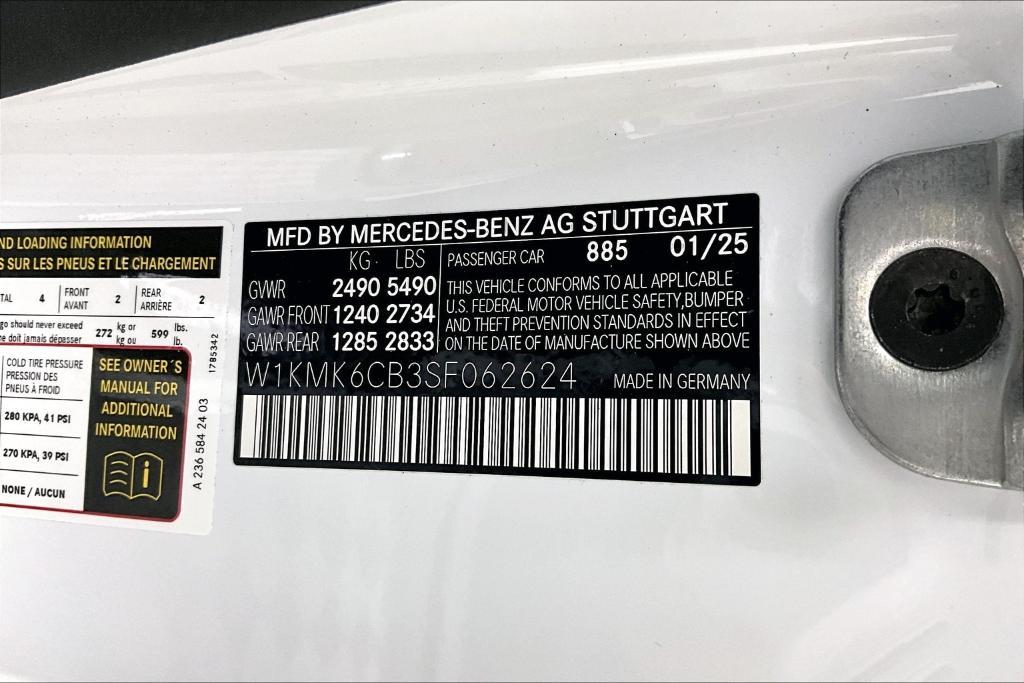 ND LOADING INFORMATION
S SUR LES PNEUS ET LE CHARGEMENT
TAL 4 FRONT AVANT 2 REAR ARRIÈRE 2
go should never exceed 272 kg or 599 lbs.
ne doit jamais dépasser kg ou lb.
COLD TIRE PRESSURE
PRESSION DES
PNEUS À FROID
280 KPA, 41 PSI
270 KPA, 39 PSI
NONE / AUCUN
SEE OWNER´S
MANUAL FOR
ADDITIONAL
INFORMATION
1785342
A 236 584 24 03
MFD BY MERCEDES-BENZ AG STUTTGART
KG LBS
GVWR 2490 5490
GAWR FRONT 1240 2734
GAWR REAR 1285 2833
PASSENGER CAR 885 01/25
THIS VEHICLE CONFORMS TO ALL APPLICABLE
U.S. FEDERAL MOTOR VEHICLE SAFETY,BUMPER
AND THEFT PREVENTION STANDARDS IN EFFECT
ON THE DATE OF MANUFACTURE SHOWN ABOVE
W1KMK6CB3SF062624 MADE IN GERMANY